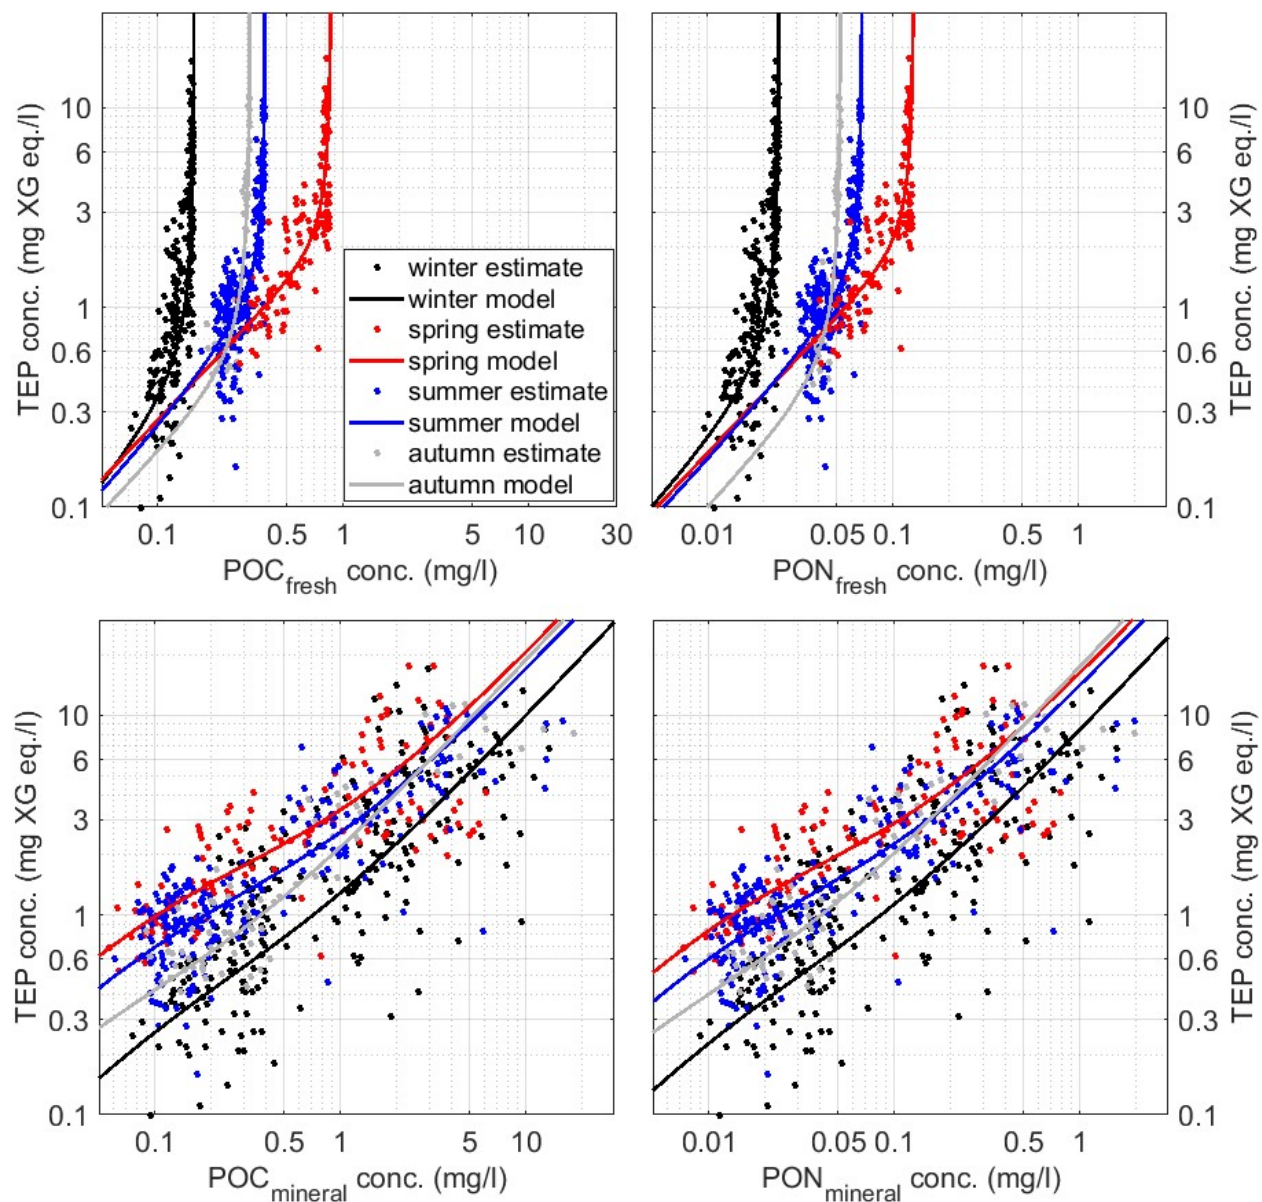 TEP conc. (mg XG eq./l)
10
6
3
1
0.6
0.3
0.1
winter estimate
winter model
spring estimate
spring model
summer estimate
summer model
autumn estimate
autumn model
0.1 0.5 1 5 10 30
POCfresh conc. (mg/l)
10
6
3
1
0.6
0.3
0.1
TEP conc. (mg XG eq./l)
0.01 0.05 0.1 0.5 1
PONfresh conc. (mg/l)
TEP conc. (mg XG eq./l)
10
6
3
1
0.6
0.3
0.1
0.1 0.5 1 5 10
POCmineral conc. (mg/l)
10
6
3
1
0.6
0.3
0.1
TEP conc. (mg XG eq./l)
0.01 0.05 0.1 0.5 1
PONmineral conc. (mg/l)